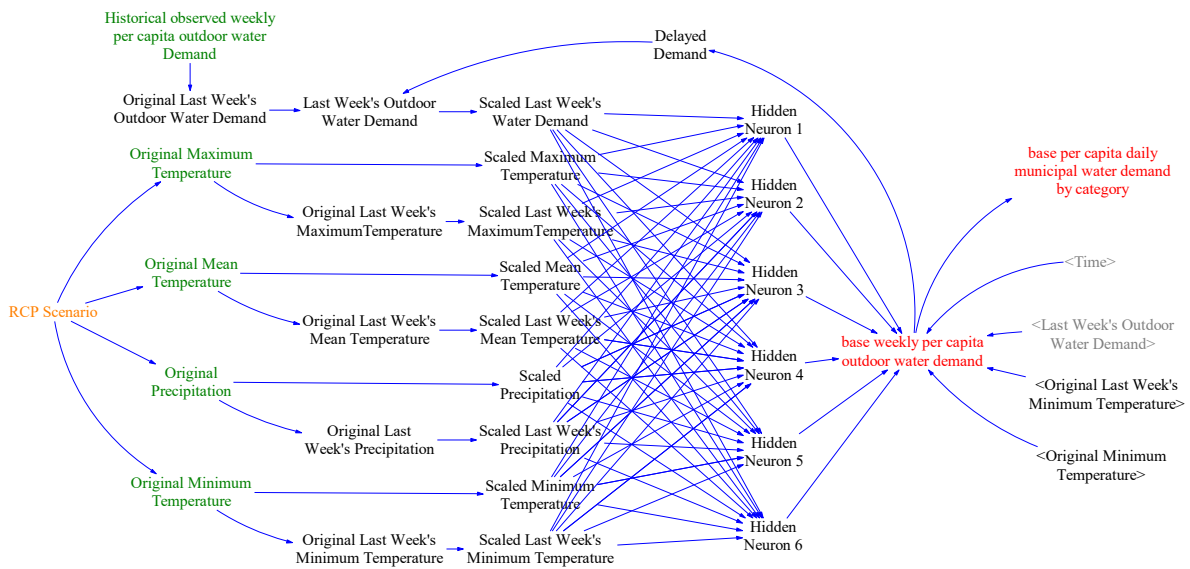 Historical observed weekly
per capita outdoor water
Demand
Delayed
Demand
Original Last Week's
Outdoor Water Demand
Last Week's Outdoor
Water Demand
Scaled Last Week's
Water Demand
Hidden
Neuron 1
Original Maximum
Temperature
Scaled Maximum
Temperature
base per capita daily
municipal water demand
by category
Hidden
Neuron 2
Original Last Week's
MaximumTemperature
Scaled Last Week's
MaximumTemperature
Original Mean
Temperature
Scaled Mean
Temperature
Hidden
Neuron 3
<Time>
RCP Scenario
Original Last Week's
Mean Temperature
Scaled Last Week's
Mean Temperature
base weekly per capita
outdoor water demand
<Last Week's Outdoor
Water Demand>
Hidden
Neuron 4
Original
Precipitation
Scaled
Precipitation
<Original Last Week's
Minimum Temperature>
Original Last
Week's Precipitation
Scaled Last Week's
Precipitation
Hidden
Neuron 5
<Original Minimum
Temperature>
Original Minimum
Temperature
Scaled Minimum
Temperature
Hidden
Neuron 6
Original Last Week's
Minimum Temperature
Scaled Last Week's
Minimum Temperature